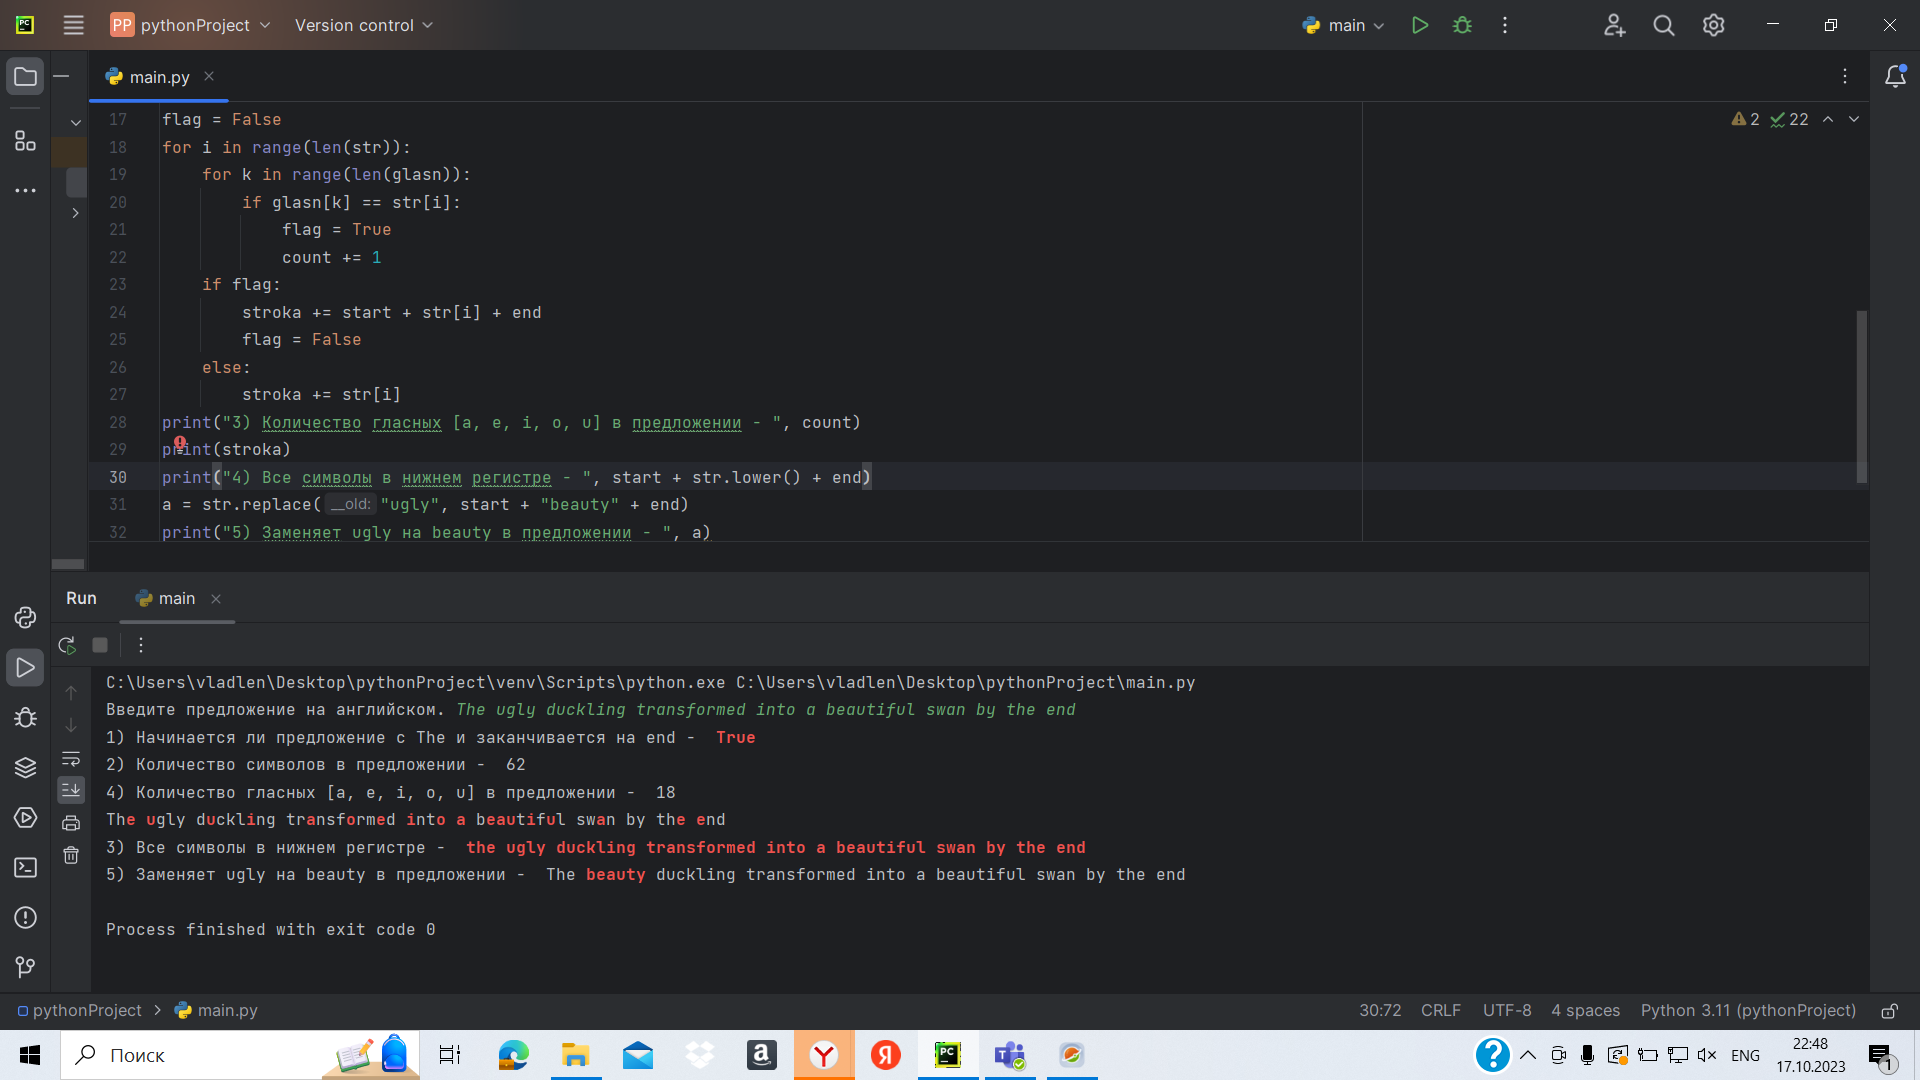 PC
PP pythonProject
Version control
main
main.py
2 22
17 flag = False
18 for i in range(len(str)):
19 for k in range(len(glasn)):
20 if glasn[k] == str[i]:
21 flag = True
22 count += 1
23 if flag:
24 stroka += start + str[i] + end
25 flag = False
26 else:
27 stroka += str[i]
28 print("3) Количество гласных [a, e, i, o, u] в предложении - ", count)
29 print(stroka)
30 print("4) Все символы в нижнем регистре - ", start + str.lower() + end)
31 a = str.replace( __old: "ugly", start + "beauty" + end)
32 print("5) Заменяет ugly на beauty в предложении - ", a)
Run main
C:\Users\vladlen\Desktop\pythonProject\venv\Scripts\python.exe C:\Users\vladlen\Desktop\pythonProject\main.py
Введите предложение на английском. The ugly duckling transformed into a beautiful swan by the end
1) Начинается ли предложение с The и заканчивается на end -  True
2) Количество символов в предложении -  62
4) Количество гласных [a, e, i, o, u] в предложении -  18
The ugly duckling transformed into a beautiful swan by the end
3) Все символы в нижнем регистре -  the ugly duckling transformed into a beautiful swan by the end
5) Заменяет ugly на beauty в предложении -  The beauty duckling transformed into a beautiful swan by the end
Process finished with exit code 0
pythonProject > main.py
30:72 CRLF UTF-8 4 spaces Python 3.11 (pythonProject)
Поиск
a
Y
Я
PC
T
?
ENG
22:48
17.10.2023
1